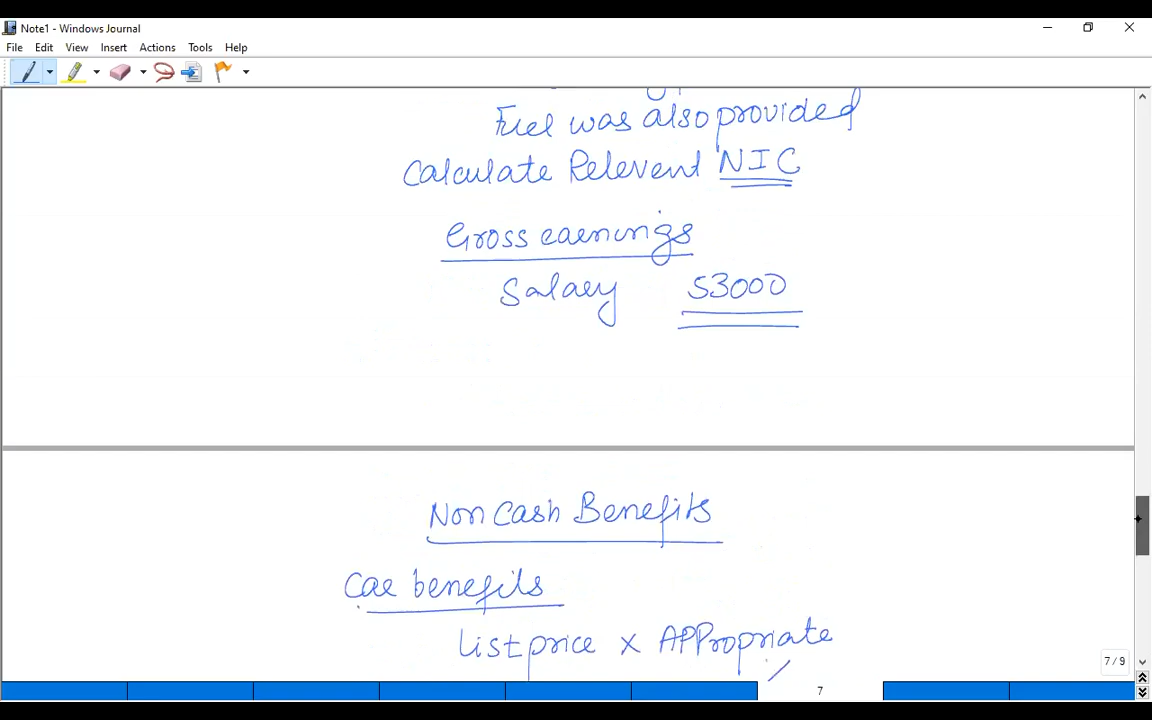 Note1 - Windows Journal
File Edit View Insert Actions Tools Help
Fuel was also provided
Calculate Relevent NIC
Gross earnings
Salary 53000
Non Cash Benefits
Car benefits
List price x APPropriate
7 / 9
7